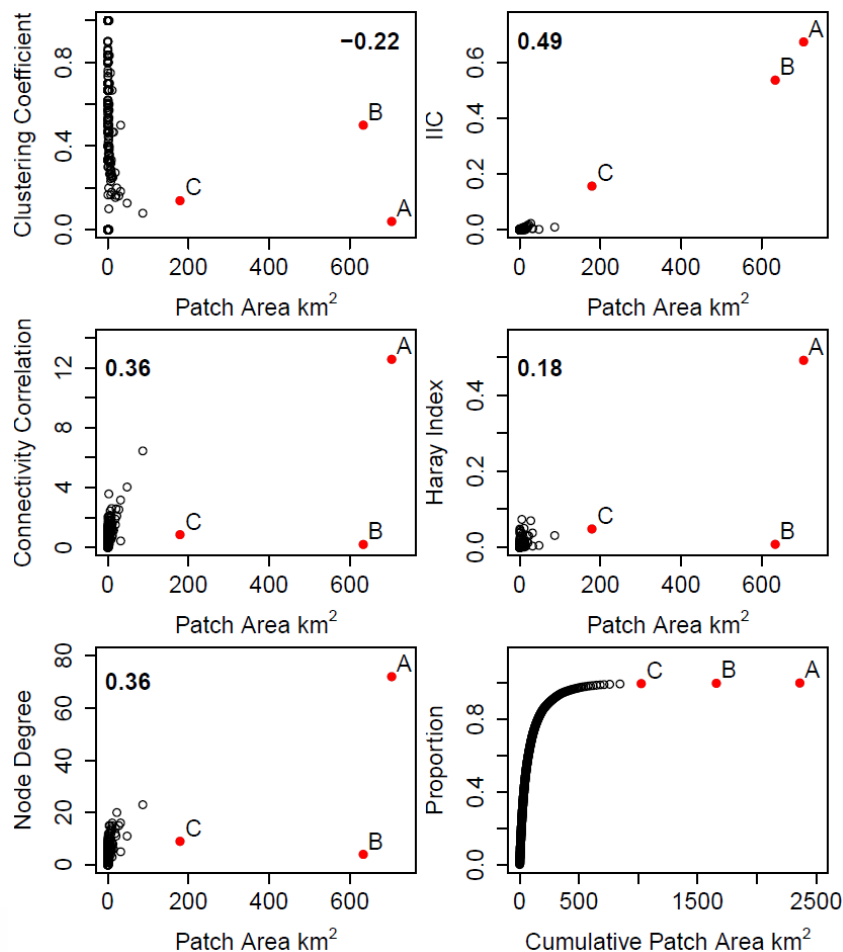 Clustering Coefficient
0.0 0.4 0.8
−0.22
A
B
C
0 200 400 600
Patch Area km²
IIC
0.0 0.2 0.4 0.6
0.49
A
B
C
0 200 400 600
Patch Area km²
Connectivity Correlation
0 4 8 12
0.36
A
B
C
0 200 400 600
Patch Area km²
Haray Index
0.0 0.2 0.4
0.18
A
B
C
0 200 400 600
Patch Area km²
Node Degree
0 20 40 60 80
0.36
A
B
C
0 200 400 600
Patch Area km²
Proportion
0.0 0.4 0.8
C B A
0 500 1500 2500
Cumulative Patch Area km²